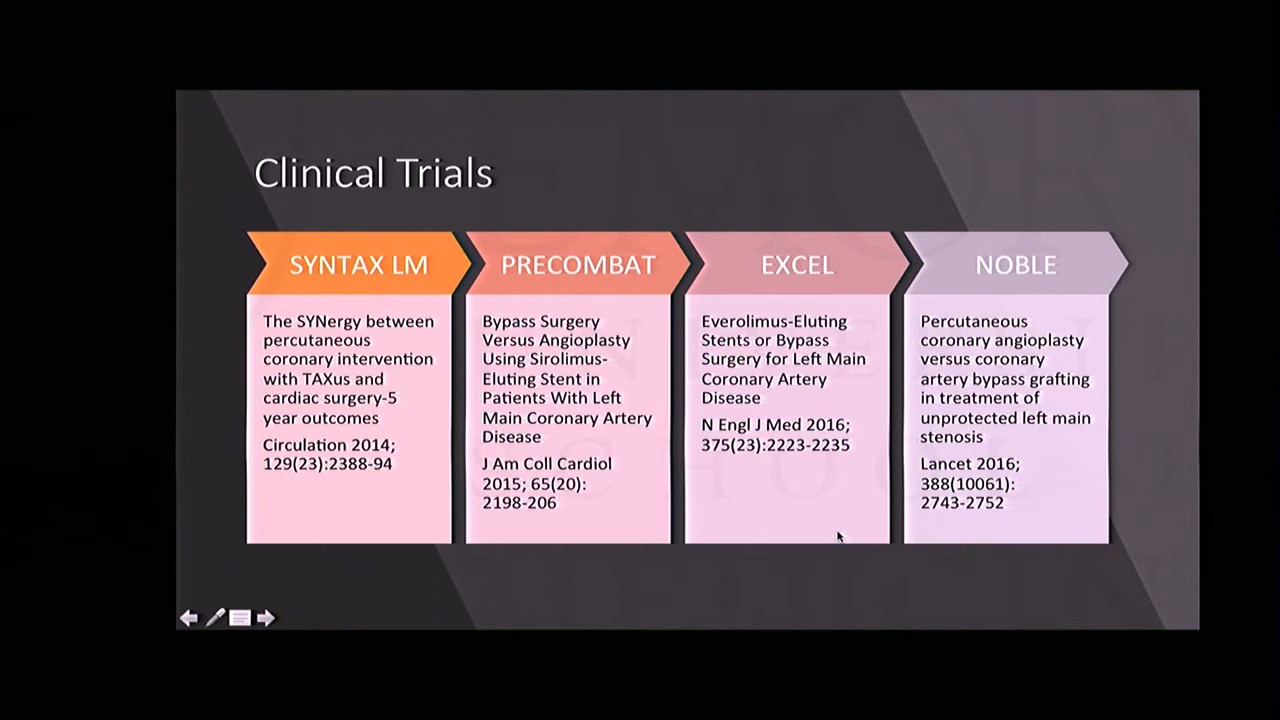 Clinical Trials
SYNTAX LM
The SYNergy between
percutaneous
coronary intervention
with TAXus and
cardiac surgery-5
year outcomes
Circulation 2014;
129(23):2388-94
PRECOMBAT
Bypass Surgery
Versus Angioplasty
Using Sirolimus-
Eluting Stent in
Patients With Left
Main Coronary Artery
Disease
J Am Coll Cardiol
2015; 65(20):
2198-206
EXCEL
Everolimus-Eluting
Stents or Bypass
Surgery for Left Main
Coronary Artery
Disease
N Engl J Med 2016;
375(23):2223-2235
NOBLE
Percutaneous
coronary angioplasty
versus coronary
artery bypass grafting
in treatment of
unprotected left main
stenosis
Lancet 2016;
388(10061):
2743-2752